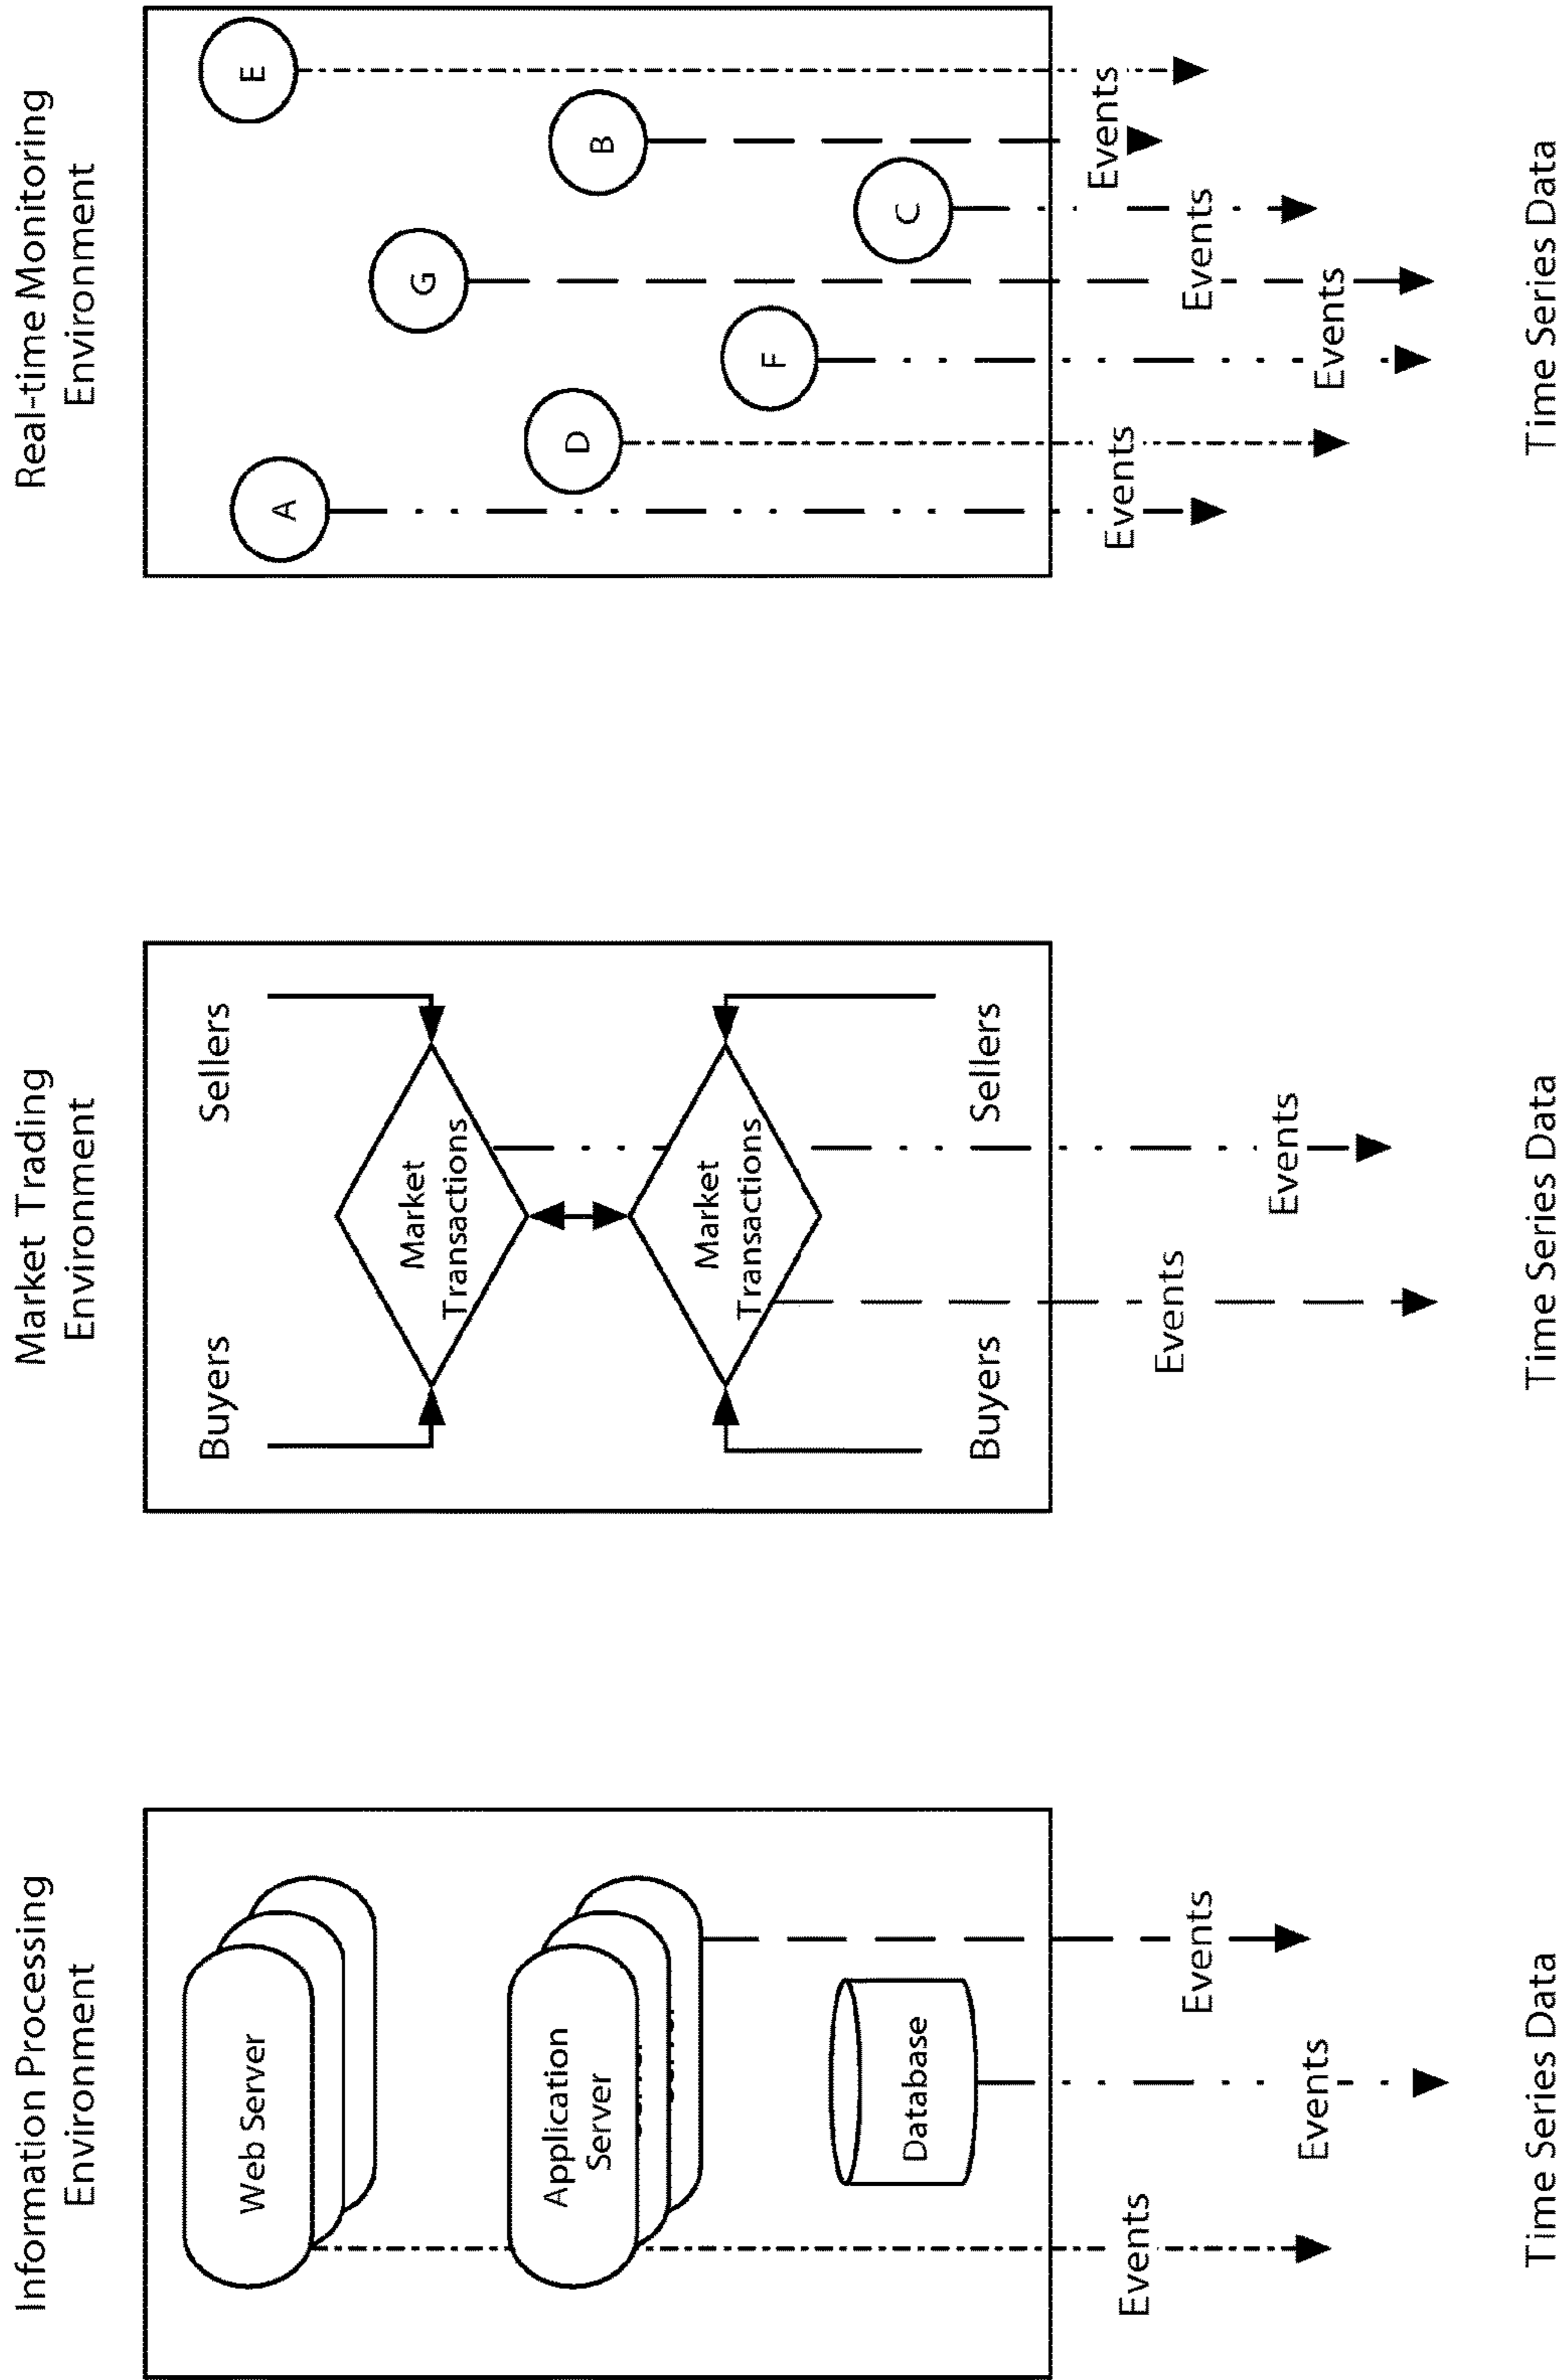 Information Processing
Environment
Web Server
Application
Server
Database
Events
Events
Events
Time Series Data
Market Trading
Environment
Buyers
Sellers
Market
Transactions
Market
Transactions
Buyers
Sellers
Events
Events
Time Series Data
Real-time Monitoring
Environment
A
D
F
G
C
B
E
Events
Events
Events
Events
Time Series Data